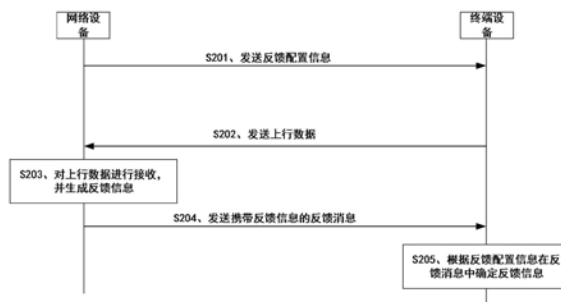 网络设
备
终端设
备
S201、发送反馈配置信息
S202、发送上行数据
S203、对上行数据进行接收，
并生成反馈信息
S204、发送携带反馈信息的反馈消息
S205、根据反馈配置信息在反
馈消息中确定反馈信息